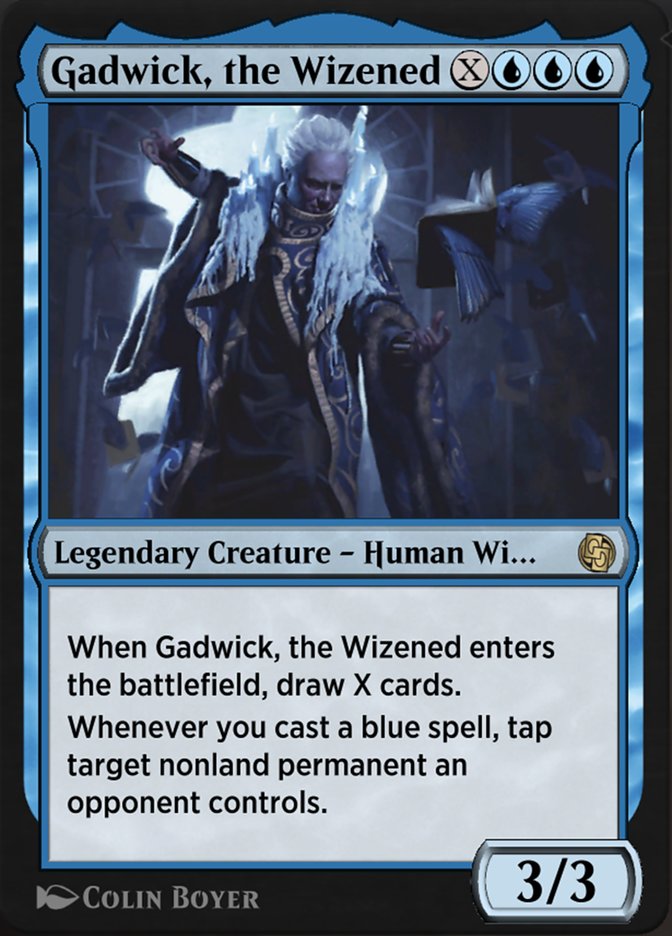 Gadwick, the Wizened X
Legendary Creature – Human Wi...
When Gadwick, the Wizened enters
the battlefield, draw X cards.
Whenever you cast a blue spell, tap
target nonland permanent an
opponent controls.
3/3
Colin Boyer